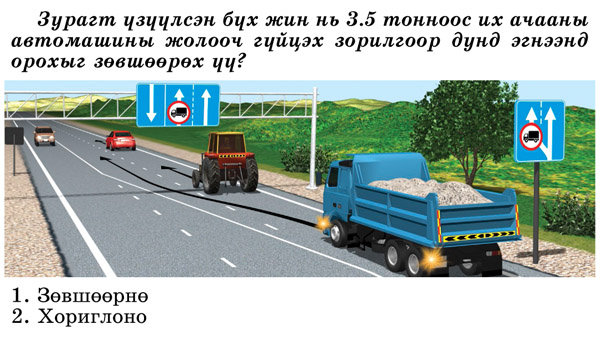 Зурагт үзүүлсэн бүх жин нь 3.5 тонноос их ачааны
автомашины жолооч гүйцэх зорилгоор дунд эгнээнд
орохыг зөвшөөрөх үү?
1. Зөвшөөрнө
2. Хориглоно